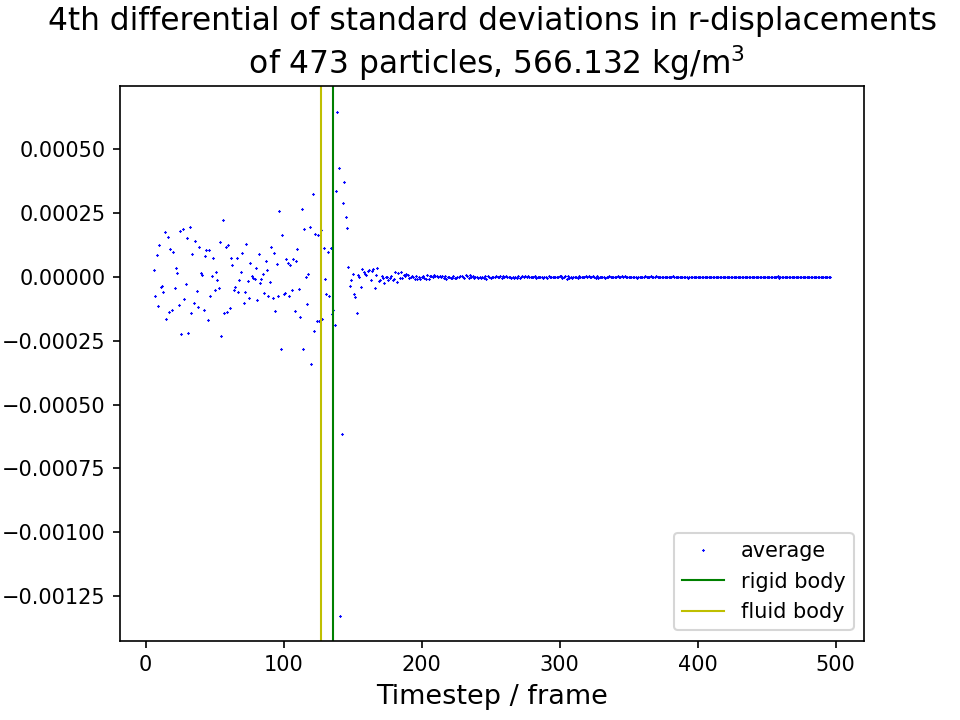 4th differential of standard deviations in r-displacements
of 473 particles, 566.132 kg/m³
0.00050
0.00025
0.00000
−0.00025
−0.00050
−0.00075
−0.00100
−0.00125
average
rigid body
fluid body
0 100 200 300 400 500
Timestep / frame